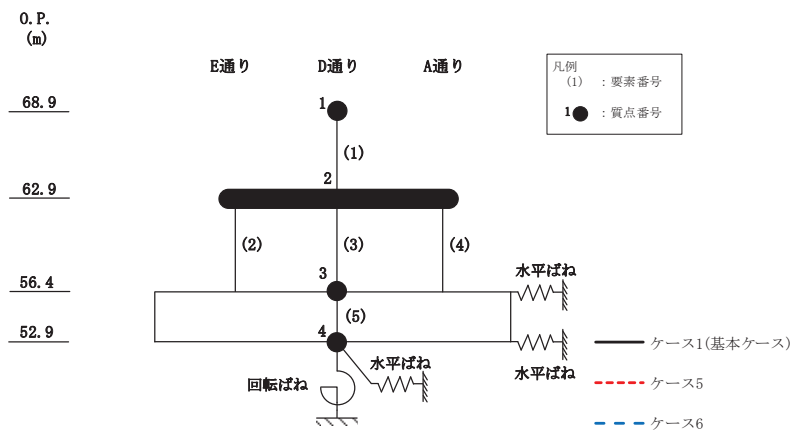 O.P.
(m)
E通り
D通り
A通り
凡例
(1) ：要素番号
1 ：質点番号
68.9
1
(1)
2
62.9
(2)
(3)
(4)
3
水平ばね
56.4
(5)
4
52.9
水平ばね
水平ばね
回転ばね
ケース1(基本ケース)
ケース5
ケース6